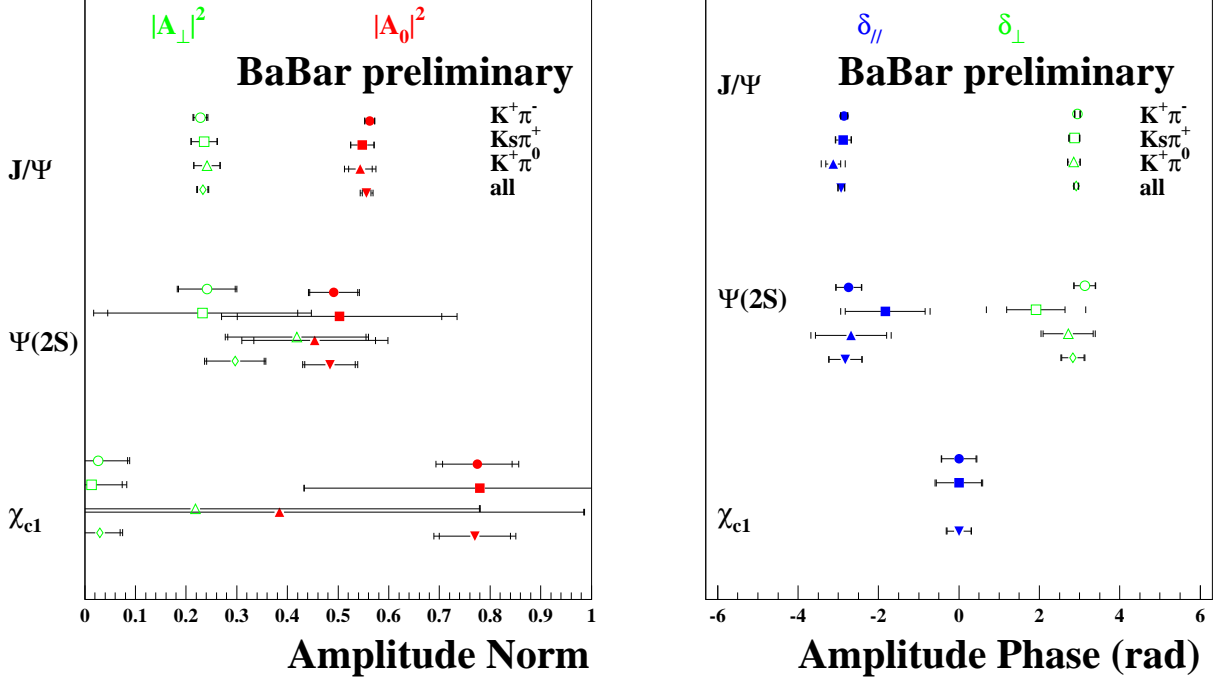 |A⊥|² |A₀|²
BaBar preliminary
K⁺π⁻
Ksπ⁺
K⁺π⁰
all
J/Ψ
Ψ(2S)
χc1
0 0.1 0.2 0.3 0.4 0.5 0.6 0.7 0.8 0.9 1
Amplitude Norm
δ// δ⊥
BaBar preliminary
J/Ψ
K⁺π⁻
Ksπ⁺
K⁺π⁰
all
Ψ(2S)
χc1
-6 -4 -2 0 2 4 6
Amplitude Phase (rad)